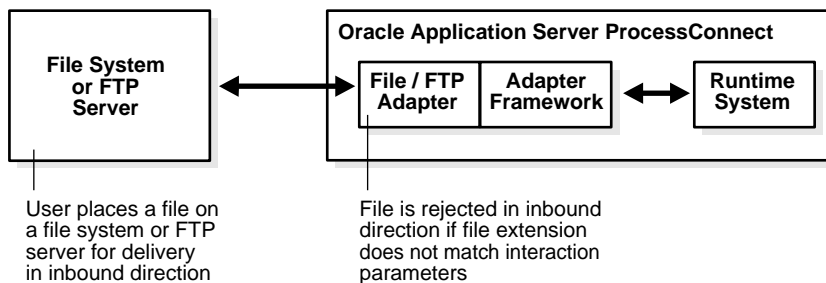 Oracle Application Server ProcessConnect
File System
or FTP
Server
File / FTP
Adapter
Adapter
Framework
Runtime
System
User places a file on
a file system or FTP
server for delivery
in inbound direction
File is rejected in inbound
direction if file extension
does not match interaction
parameters